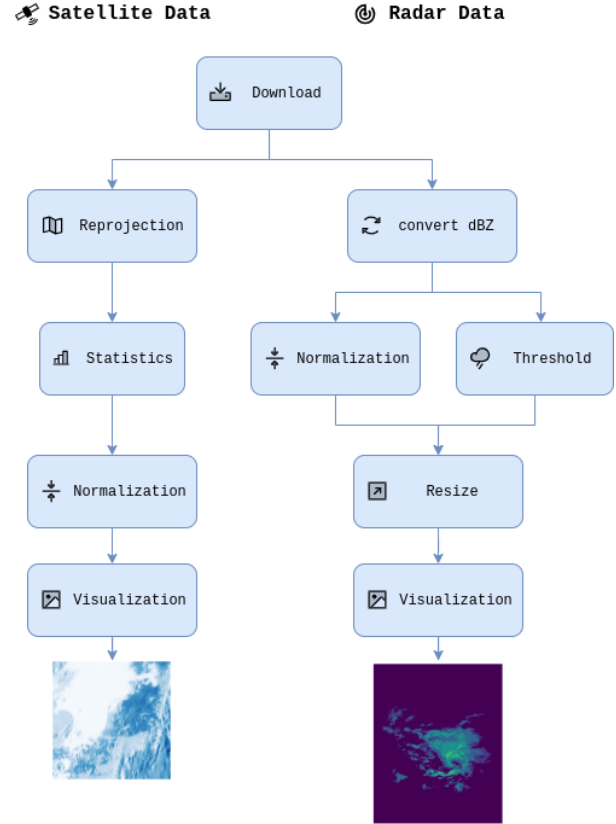 Satellite Data
Radar Data
Download
Reprojection
convert dBZ
Statistics
Normalization
Threshold
Normalization
Resize
Visualization
Visualization